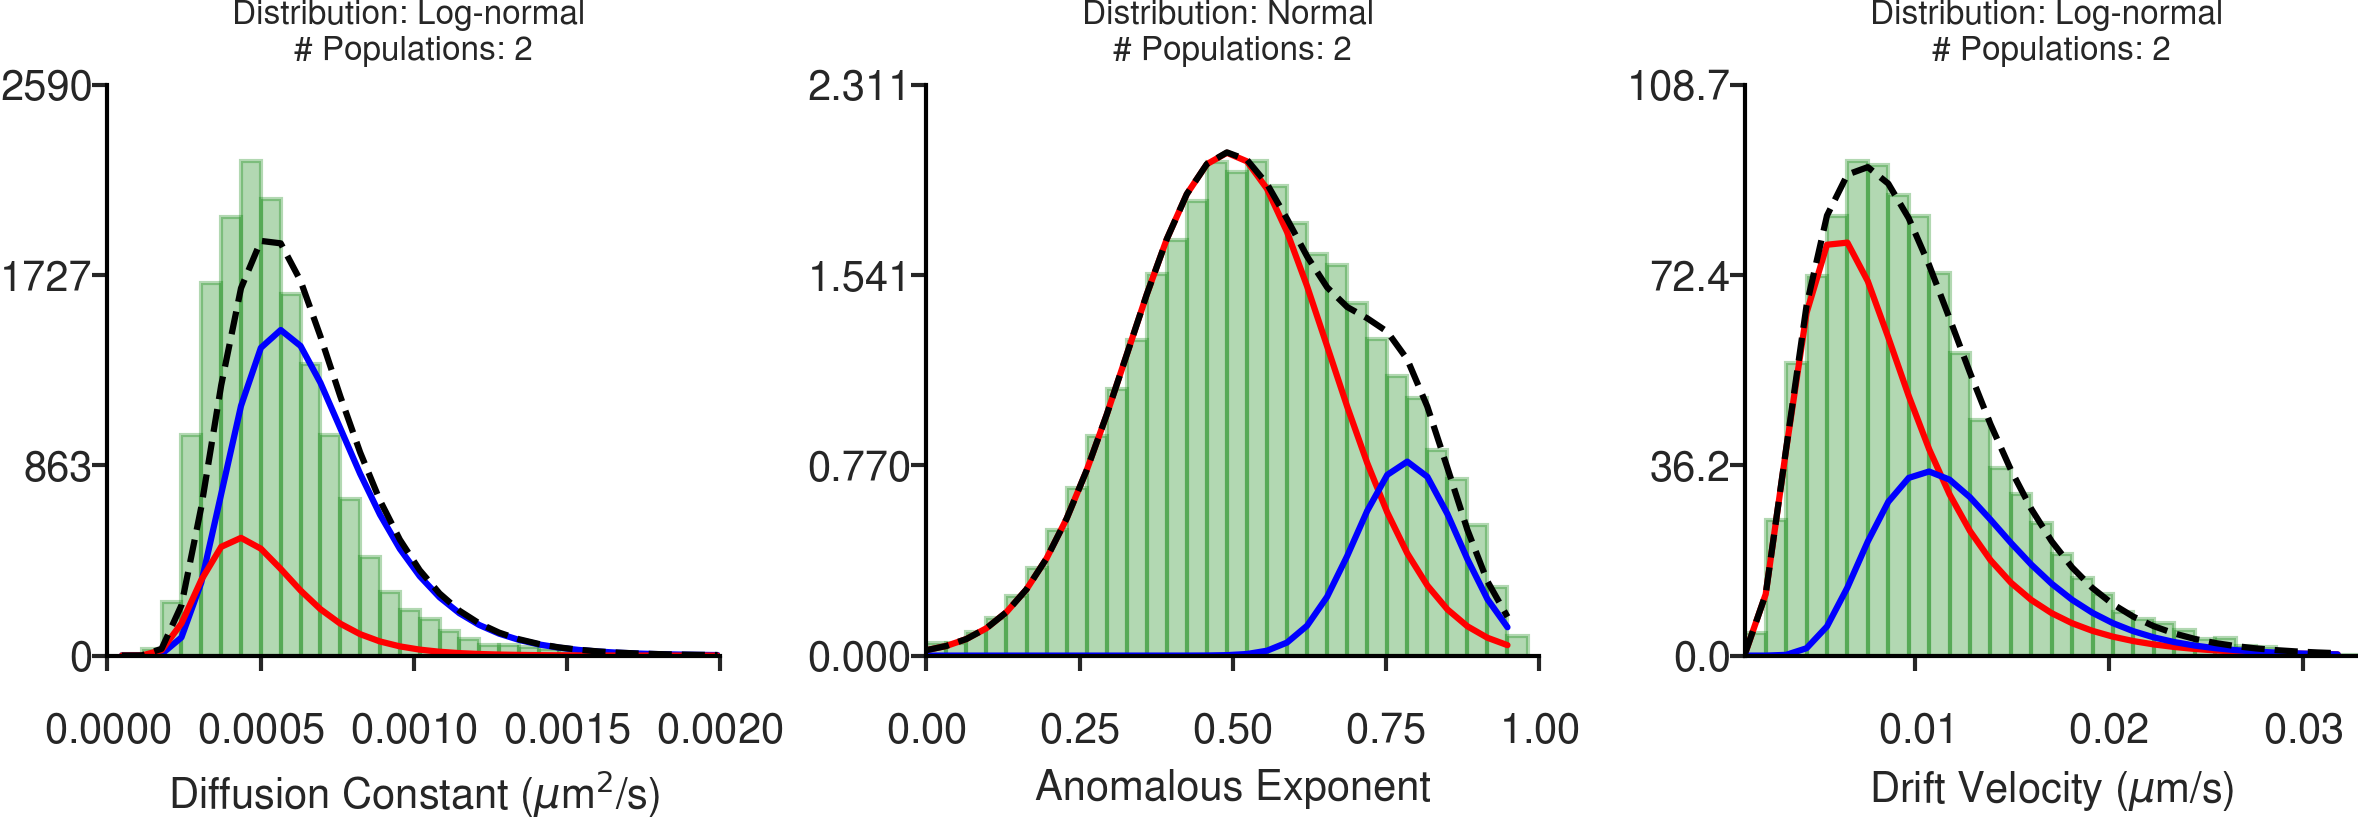 Distribution: Log-normal
# Populations: 2
2590
1727
863
0
0.0000 0.0005 0.0010 0.0015 0.0020
Diffusion Constant (μm²/s)
Distribution: Normal
# Populations: 2
2.311
1.541
0.770
0.000
0.00 0.25 0.50 0.75 1.00
Anomalous Exponent
Distribution: Log-normal
# Populations: 2
108.7
72.4
36.2
0.0
0.01 0.02 0.03
Drift Velocity (μm/s)